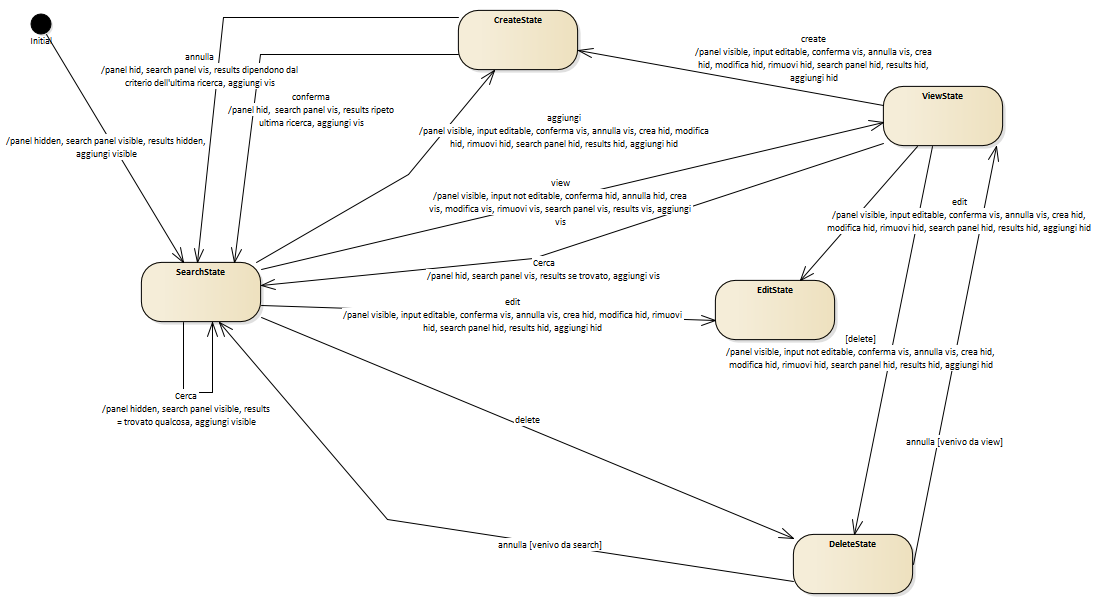 CreateState
Initial
create
/panel visible, input editable, conferma vis, annulla vis, crea
hid, modifica hid, rimuovi hid, search panel hid, results hid,
aggiungi hid
annulla
/panel hid, search panel vis, results dipendono dal
criterio dell'ultima ricerca, aggiungi vis
conferma
/panel hid,  search panel vis, results ripeto
ultima ricerca, aggiungi vis
ViewState
aggiungi
/panel visible, input editable, conferma vis, annulla vis, crea hid, modifica
hid, rimuovi hid, search panel hid, results hid, aggiungi hid
/panel hidden, search panel visible, results hidden,
aggiungi visible
view
/panel visible, input not editable, conferma hid, annulla hid, crea
vis, modifica vis, rimuovi vis, search panel vis, results vis, aggiungi
vis
edit
/panel visible, input editable, conferma vis, annulla vis, crea hid,
modifica hid, rimuovi hid, search panel hid, results hid, aggiungi hid
Cerca
/panel hid, search panel vis, results se trovato, aggiungi vis
SearchState
EditState
edit
/panel visible, input editable, conferma vis, annulla vis, crea hid, modifica hid, rimuovi
hid, search panel hid, results hid, aggiungi hid
[delete]
/panel visible, input not editable, conferma vis, annulla vis, crea hid,
modifica hid, rimuovi hid, search panel hid, results hid, aggiungi hid
Cerca
/panel hidden, search panel visible, results
= trovato qualcosa, aggiungi visible
delete
annulla [venivo da view]
annulla [venivo da search]
DeleteState